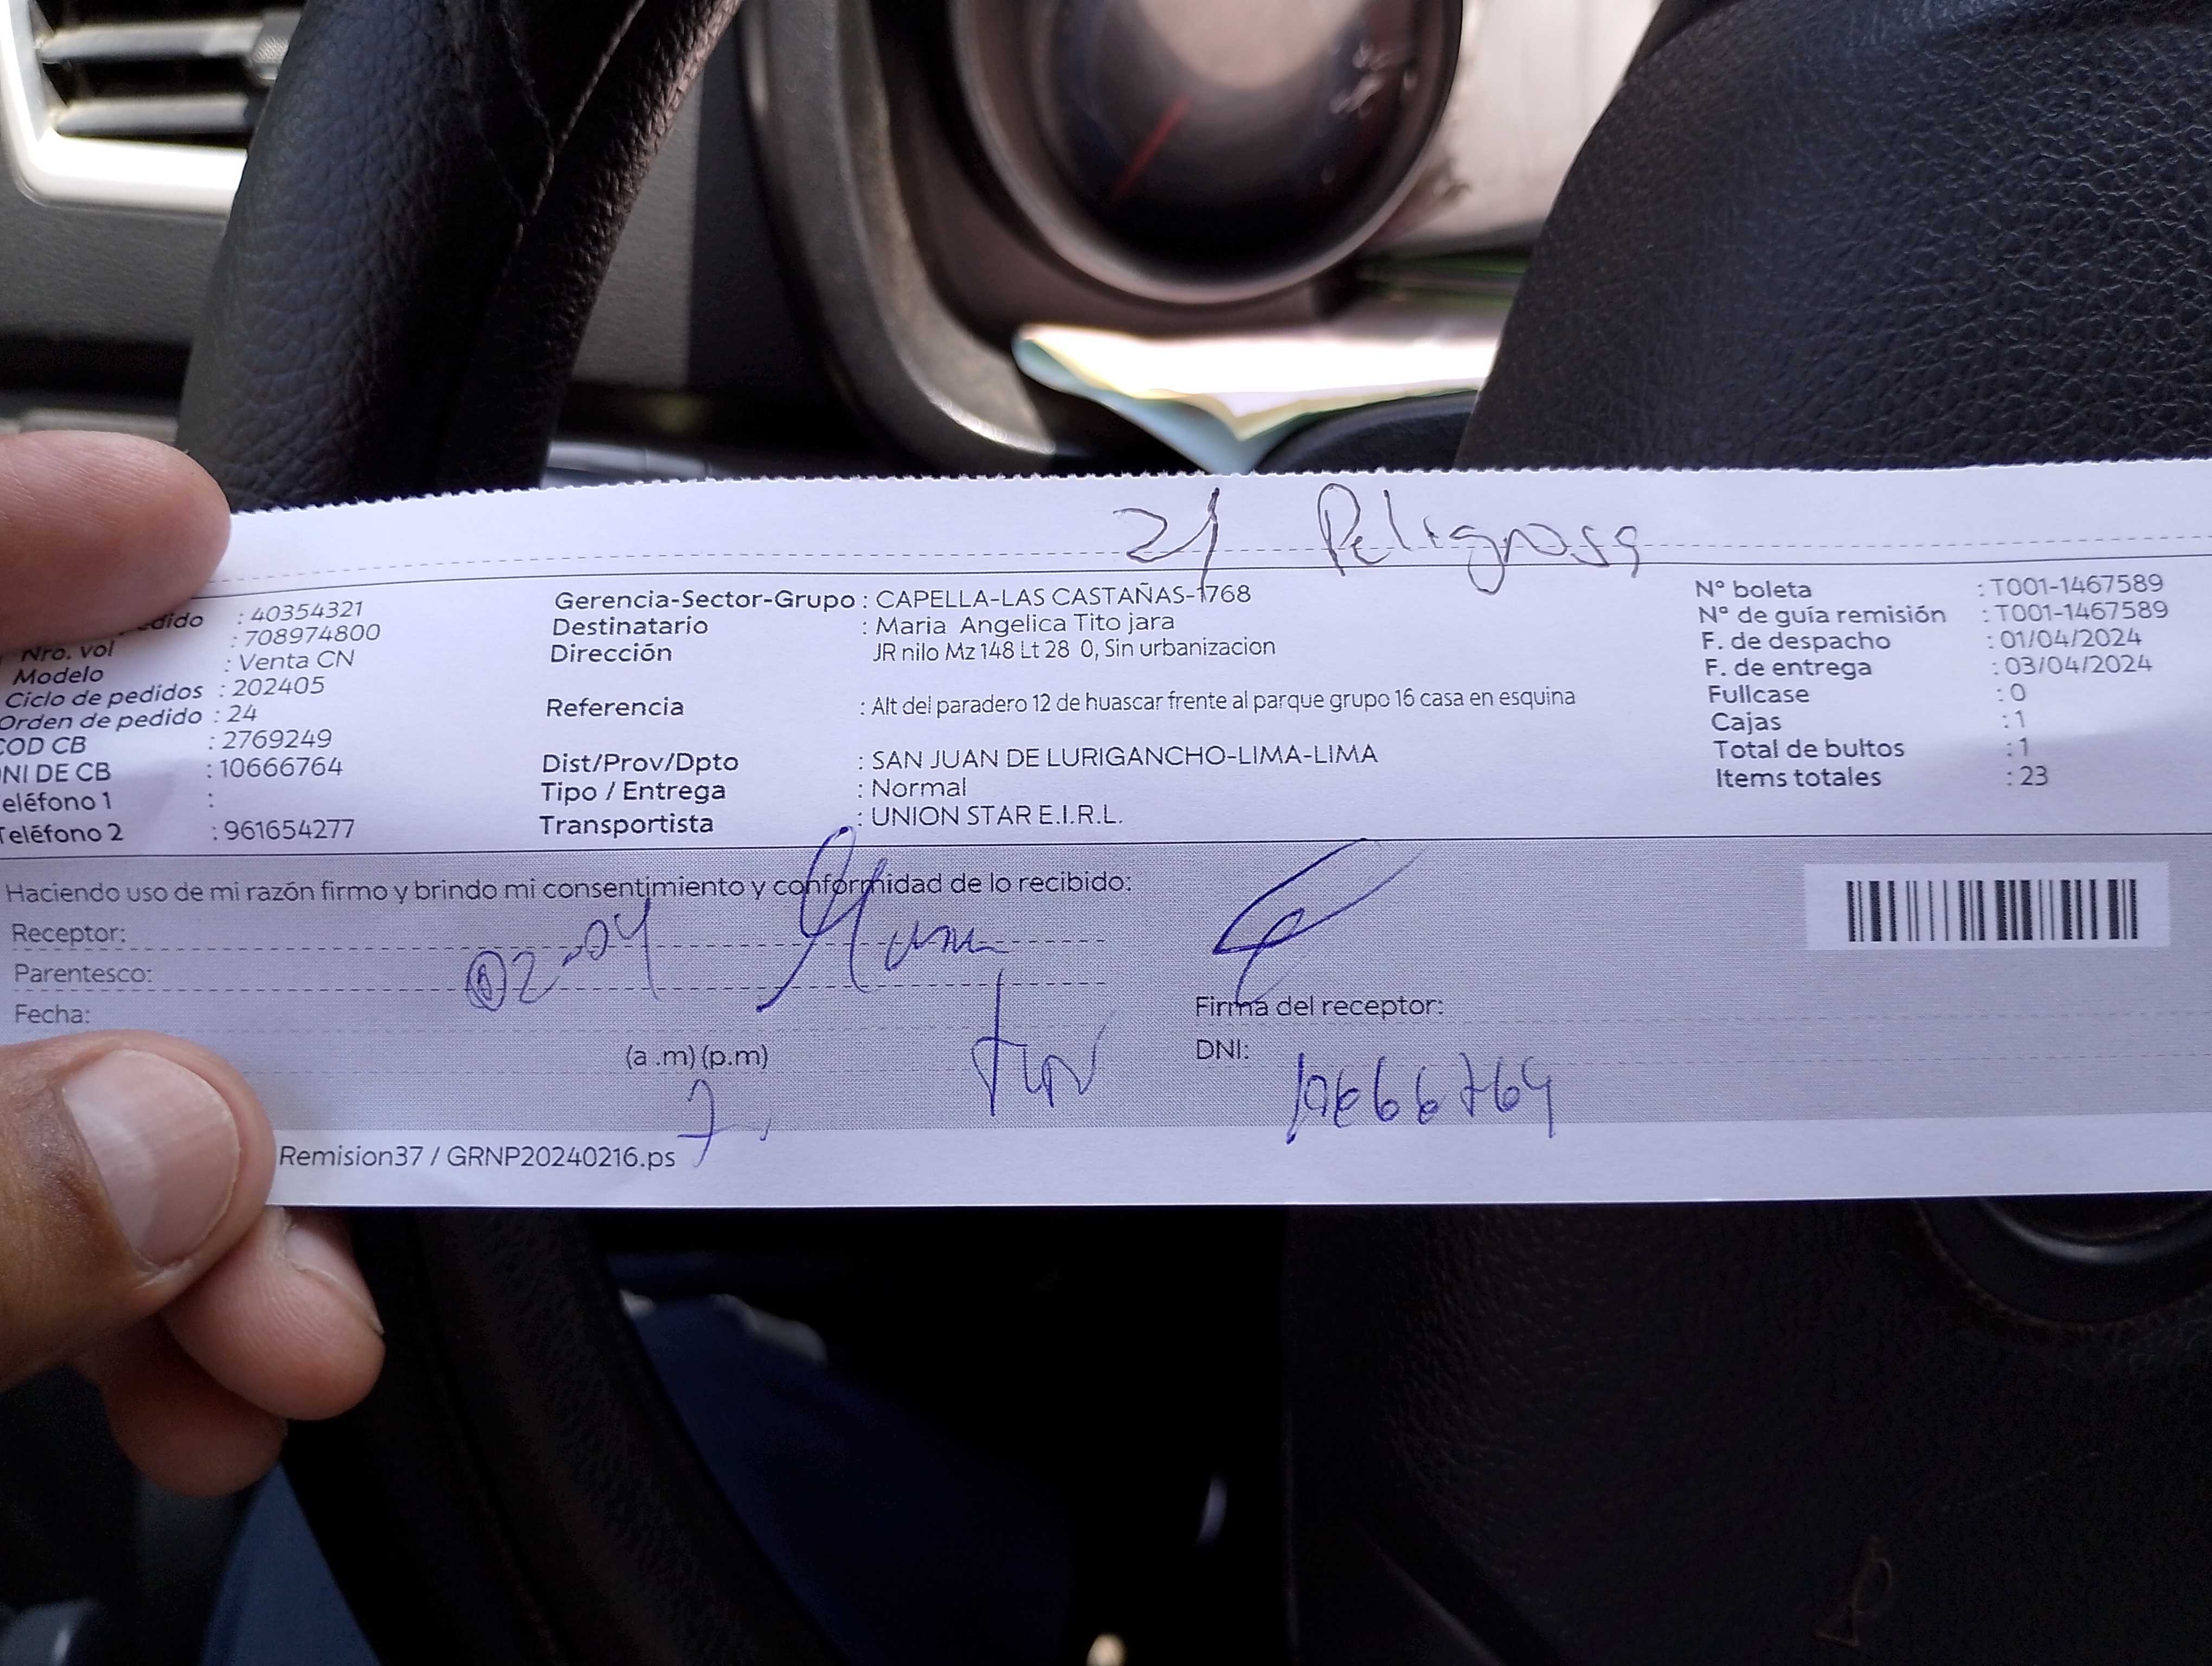 21 Peligrosa
edido : 40354321
Nro. vol : 708974800
Modelo : Venta CN
Ciclo de pedidos : 202405
Orden de pedido : 24
COD CB : 2769249
NI DE CB : 10666764
eléfono 1 :
Teléfono 2 : 961654277
Gerencia-Sector-Grupo : CAPELLA-LAS CASTAÑAS-1768
Destinatario : Maria Angelica Tito jara
Dirección JR nilo Mz 148 Lt 28 0, Sin urbanizacion
Referencia : Alt del paradero 12 de huascar frente al parque grupo 16 casa en esquina
Dist/Prov/Dpto : SAN JUAN DE LURIGANCHO-LIMA-LIMA
Tipo / Entrega : Normal
Transportista : UNION STAR E.I.R.L.
N° boleta : T001-1467589
N° de guía remisión : T001-1467589
F. de despacho : 01/04/2024
F. de entrega : 03/04/2024
Fullcase : 0
Cajas : 1
Total de bultos : 1
Items totales : 23
Haciendo uso de mi razón firmo y brindo mi consentimiento y conformidad de lo recibido:
Receptor:
Parentesco: 02-04
Fecha:
(a .m) (p.m)
Firma del receptor:
DNI: 10666764
Remision37 / GRNP20240216.ps